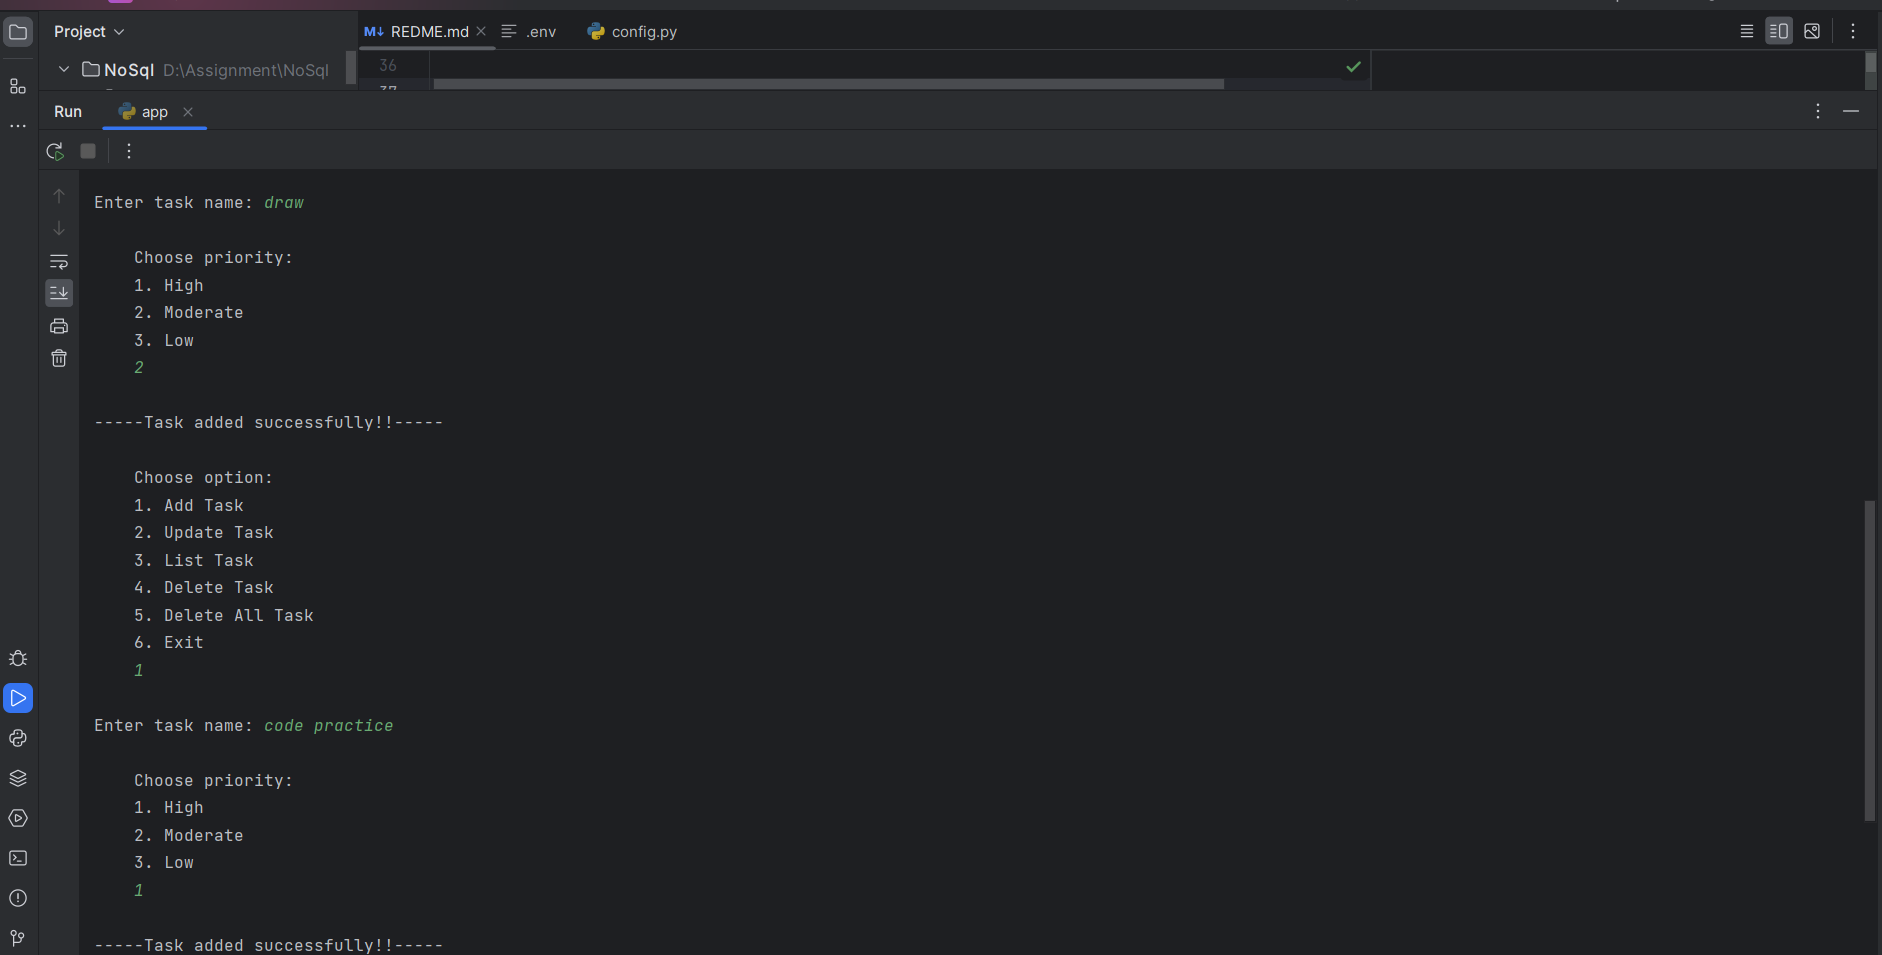 Project
M↓ REDME.md
.env
config.py
NoSql D:\Assignment\NoSql
36
37
Run
app
Enter task name: draw
Choose priority:
1. High
2. Moderate
3. Low
2
-----Task added successfully!!-----
Choose option:
1. Add Task
2. Update Task
3. List Task
4. Delete Task
5. Delete All Task
6. Exit
1
Enter task name: code practice
Choose priority:
1. High
2. Moderate
3. Low
1
-----Task added successfully!!-----